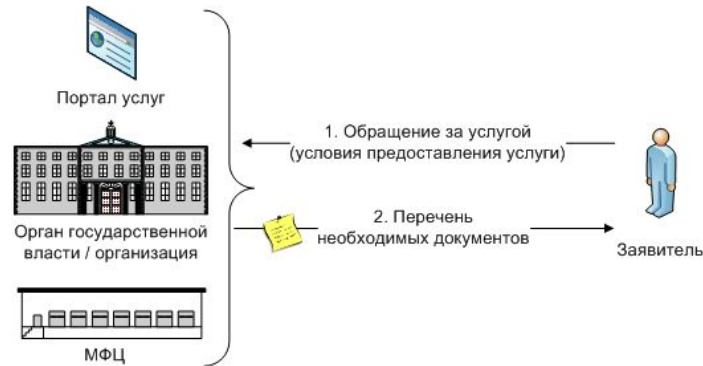 Портал услуг
1. Обращение за услугой
(условия предоставления услуги)
Орган государственной
власти / организация
2. Перечень
необходимых документов
Заявитель
МФЦ